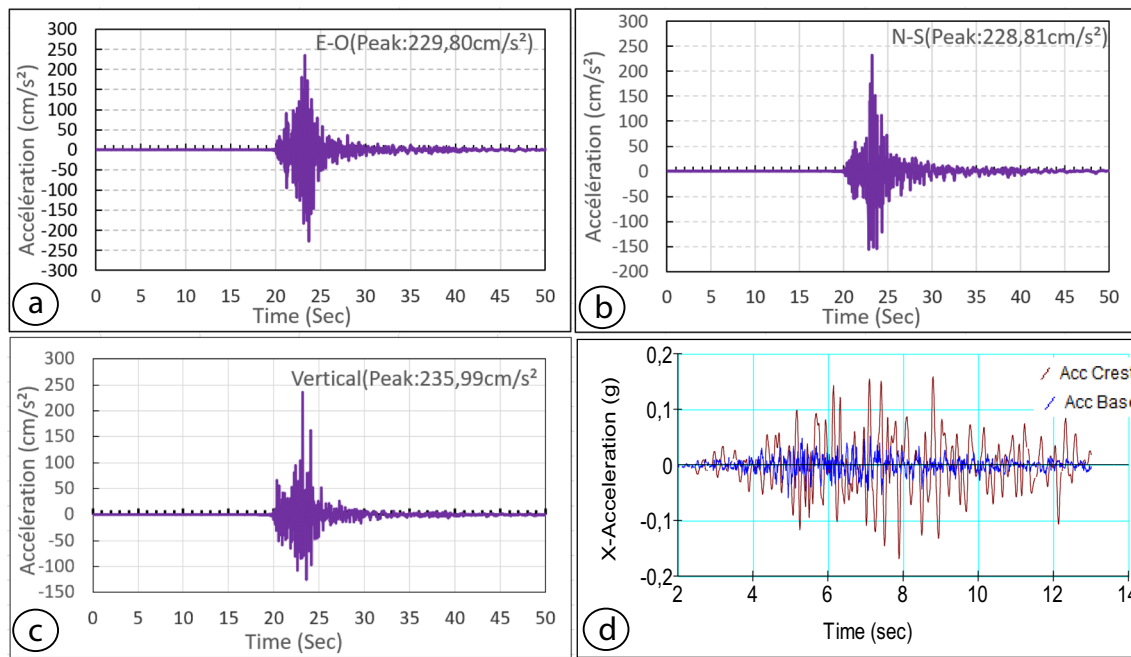 E-O(Peak:229,80cm/s²)
Accélération (cm/s²)
300
250
200
150
100
50
0
-50
-100
-150
-200
-250
-300
0 5 10 15 20 25 30 35 40 45 50
Time (Sec)
a
N-S(Peak:228,81cm/s²)
Accélération (cm/s²)
300
250
200
150
100
50
0
-50
-100
-150
-200
0 5 10 15 20 25 30 35 40 45 50
Time (Sec)
b
Vertical(Peak:235,99cm/s²
Accélération (cm/s²)
300
250
200
150
100
50
0
-50
-100
-150
0 5 10 15 20 25 30 35 40 45 50
Time (Sec)
c
Acc Crest
Acc Base
X-Acceleration (g)
0,2
0,1
0
-0,1
-0,2
2 4 6 8 10 12 14
Time (sec)
d